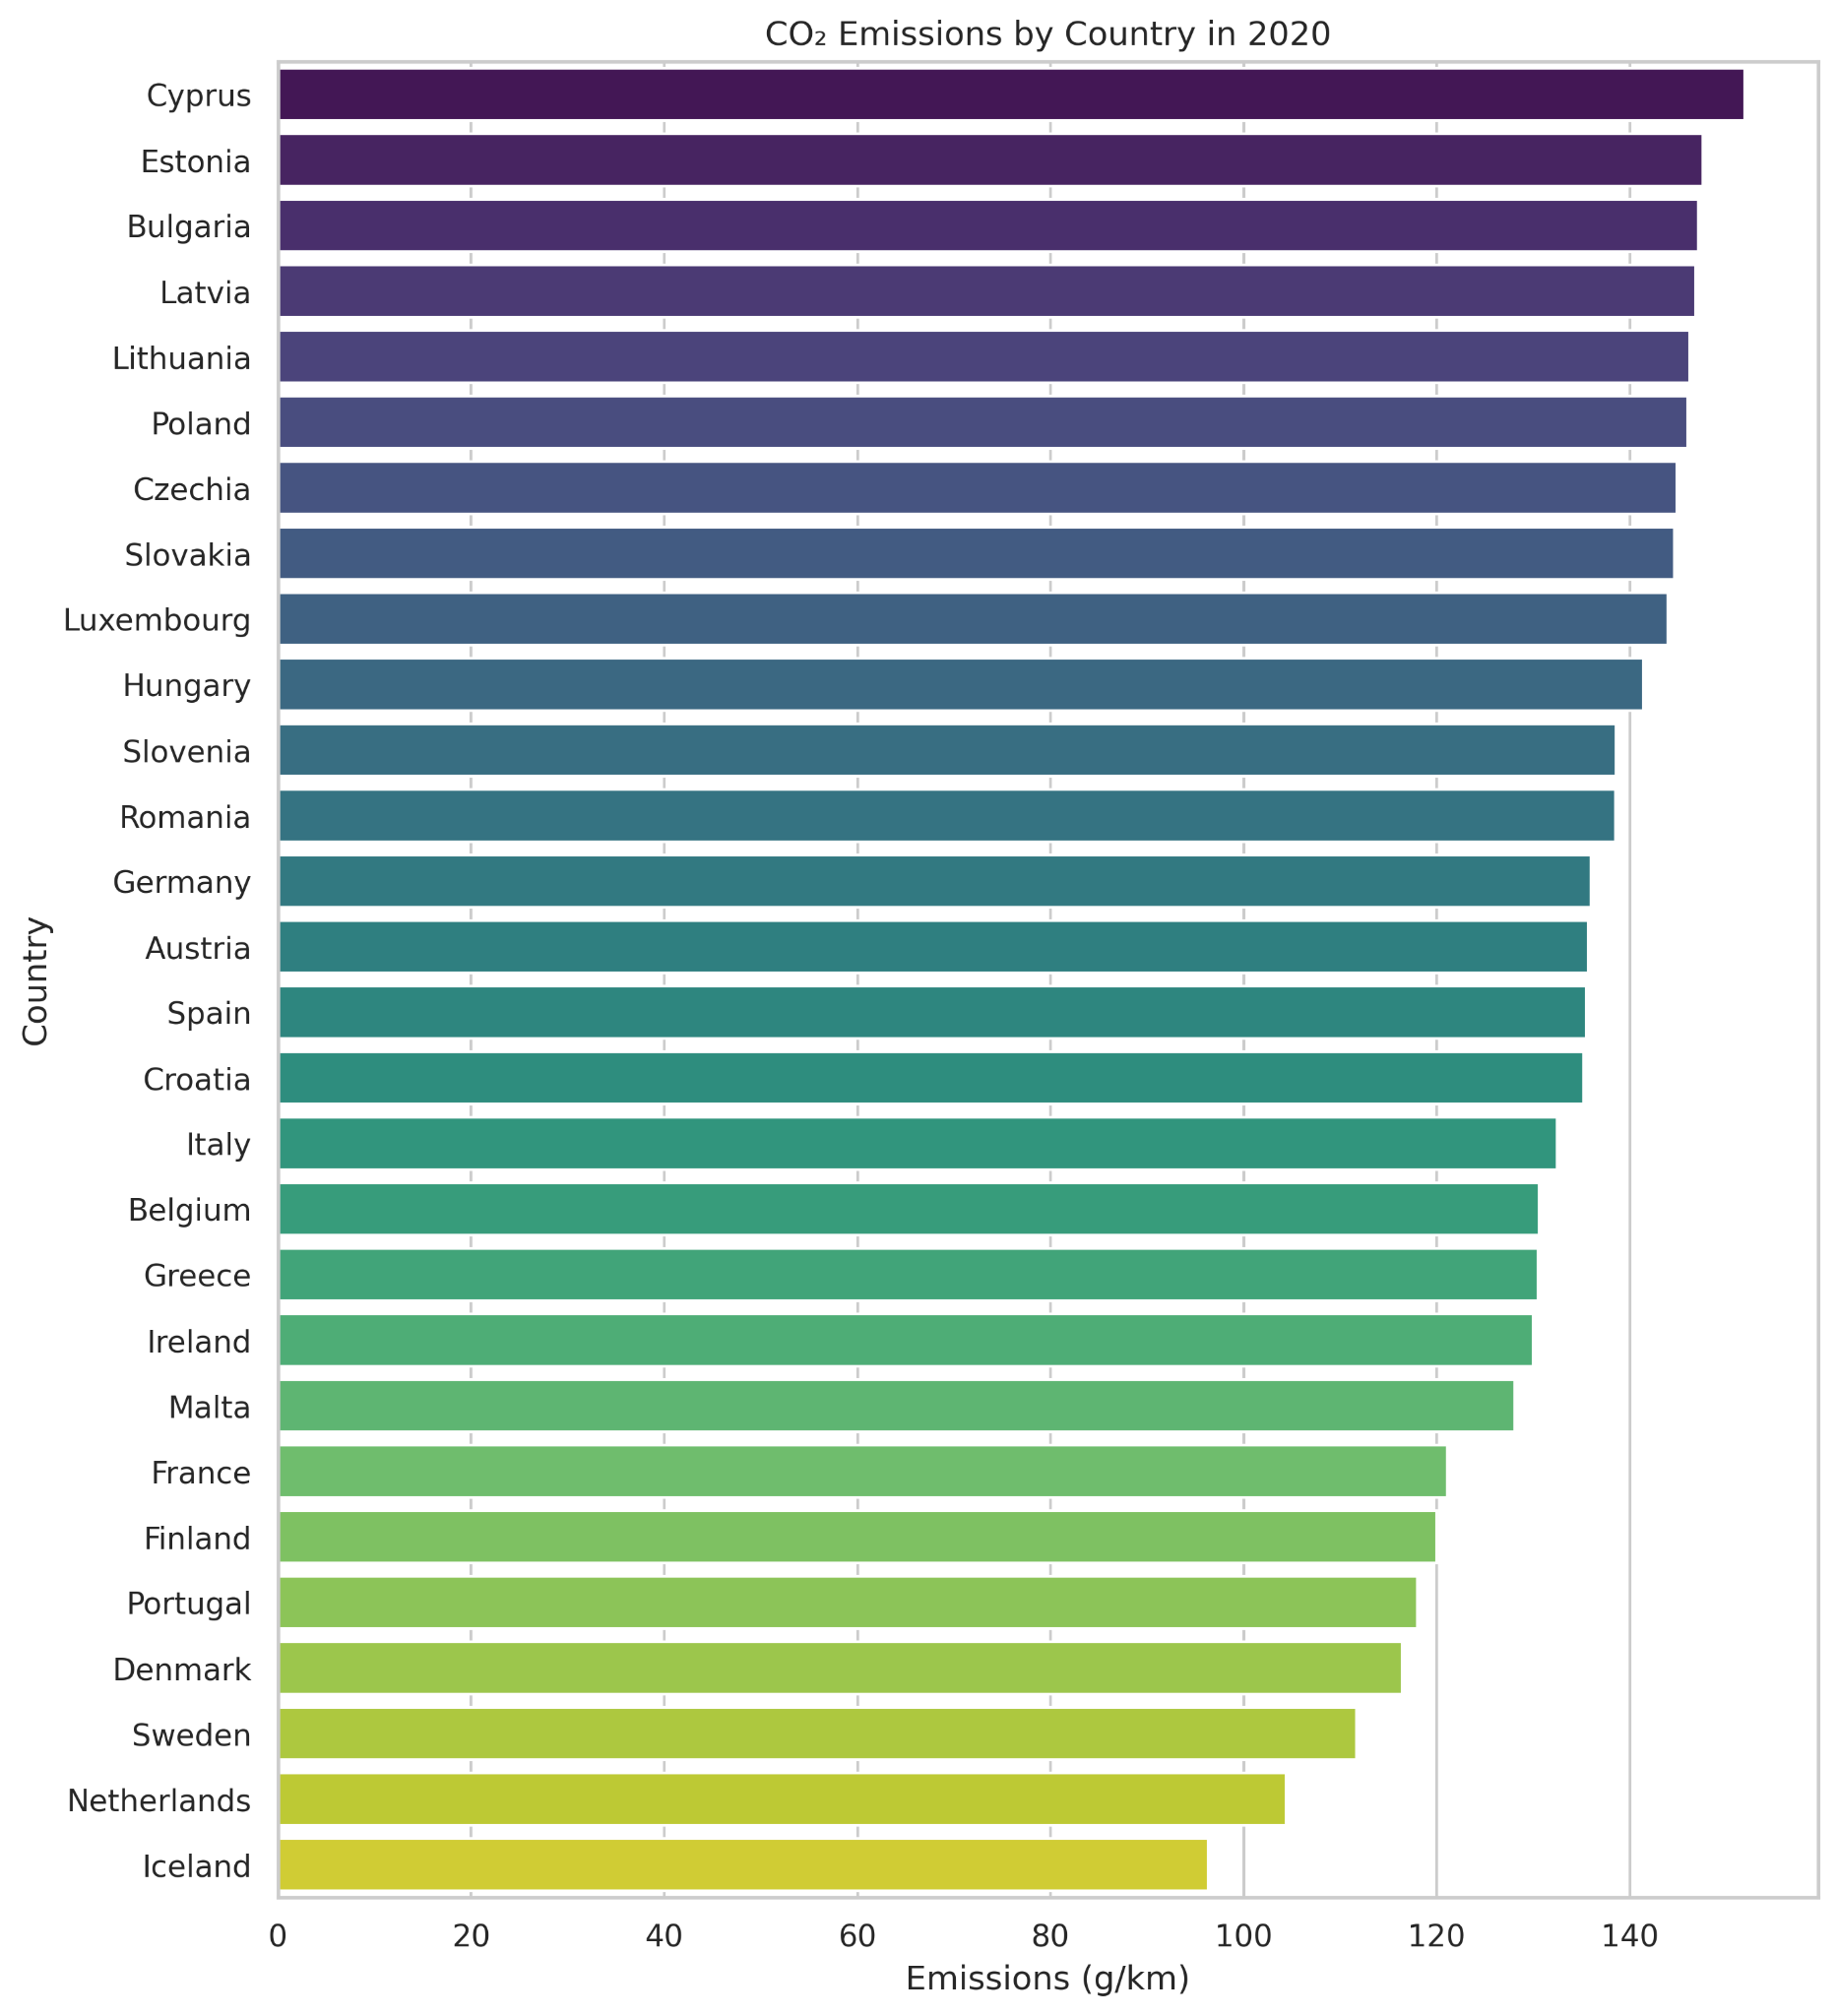 CO₂ Emissions by Country in 2020
Cyprus
Estonia
Bulgaria
Latvia
Lithuania
Poland
Czechia
Slovakia
Luxembourg
Hungary
Slovenia
Romania
Germany
Austria
Spain
Croatia
Italy
Belgium
Greece
Ireland
Malta
France
Finland
Portugal
Denmark
Sweden
Netherlands
Iceland
Country
0 20 40 60 80 100 120 140
Emissions (g/km)